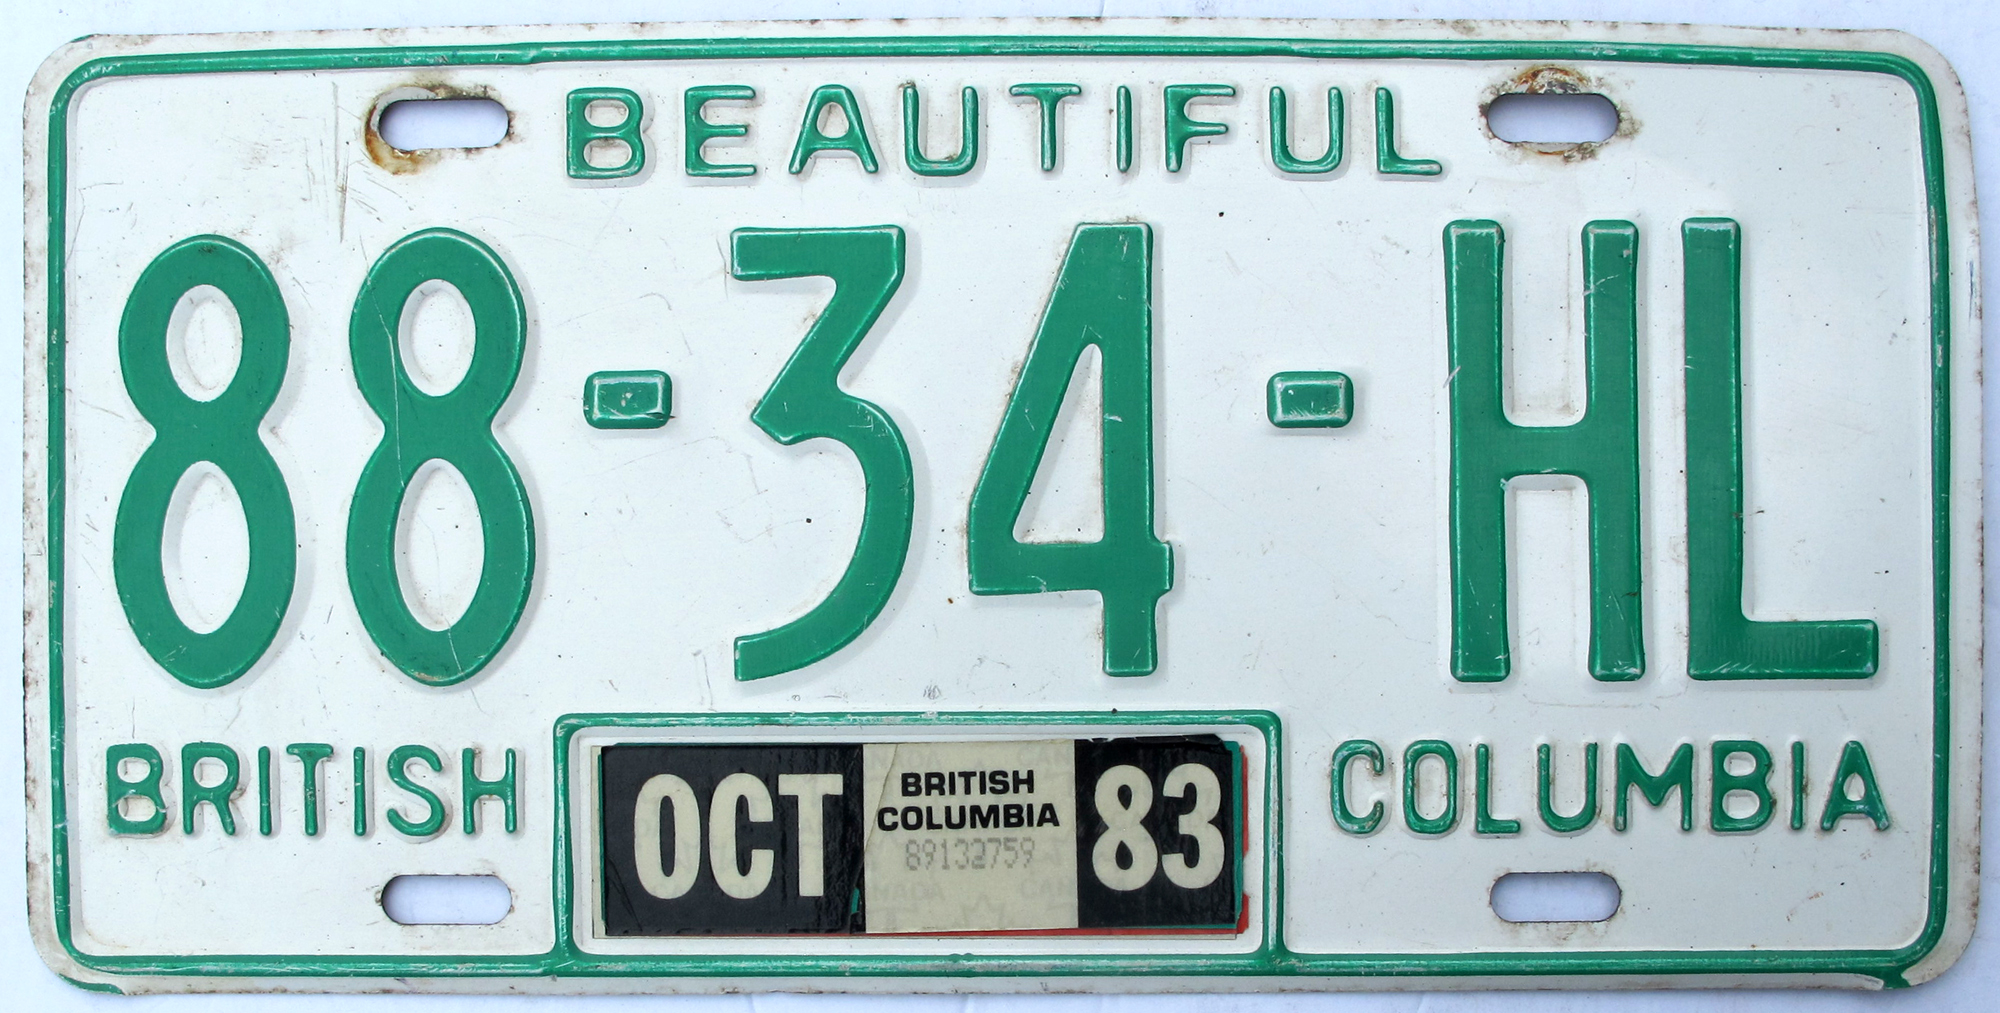 BEAUTIFUL
88-34-HL
BRITISH
OCT
BRITISH
COLUMBIA
89132759
83
COLUMBIA